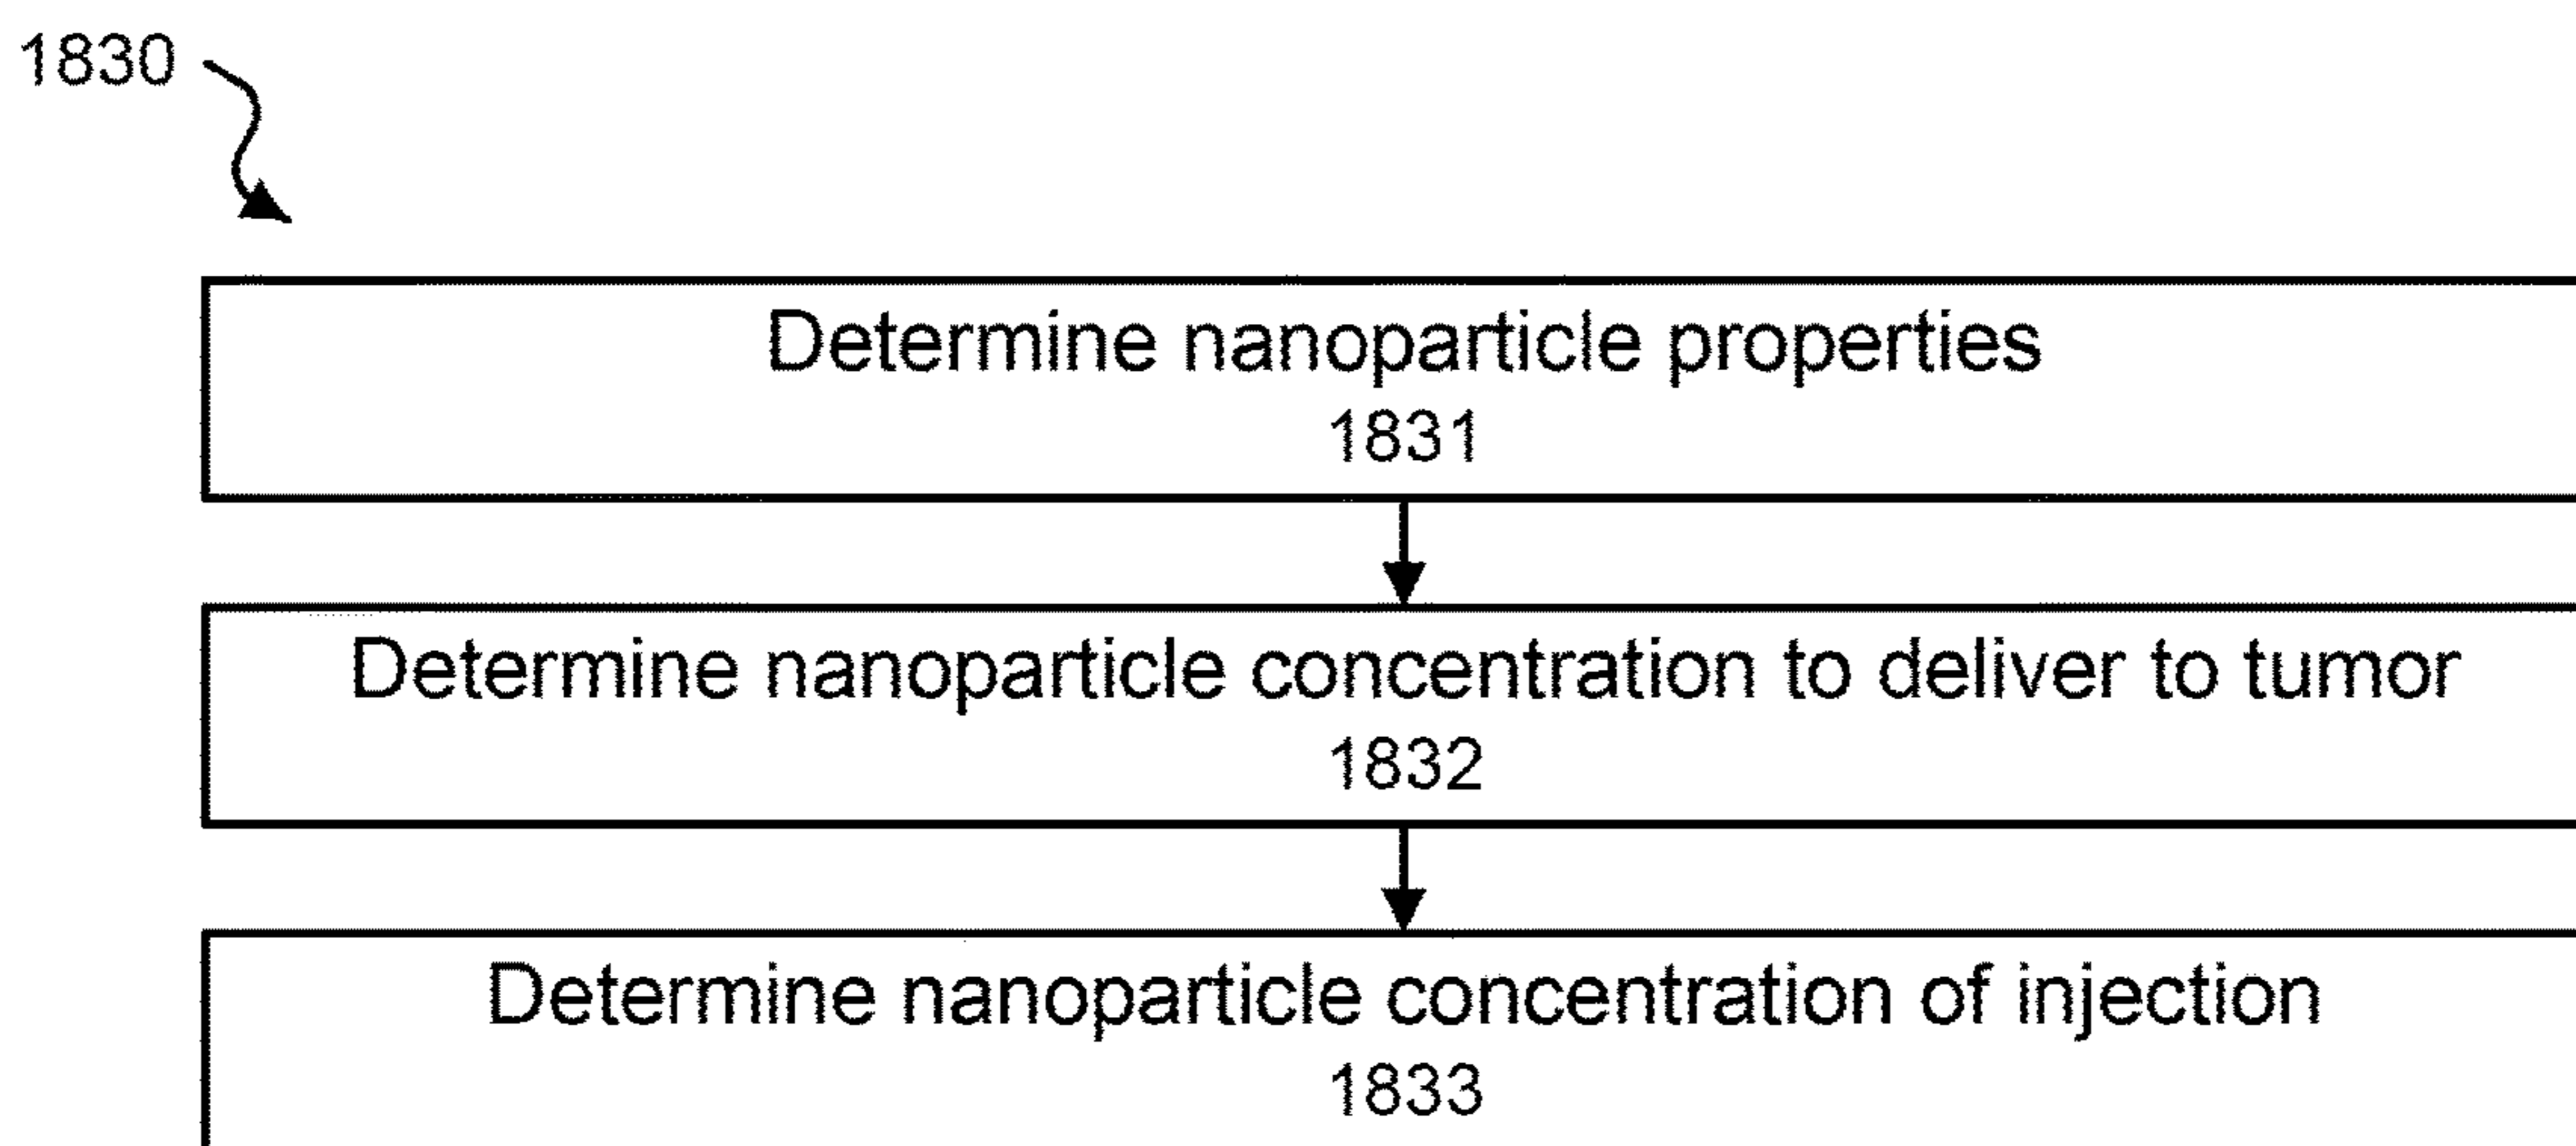 1830
Determine nanoparticle properties
1831
Determine nanoparticle concentration to deliver to tumor
1832
Determine nanoparticle concentration of injection
1833